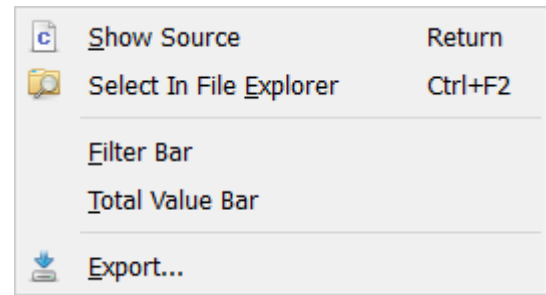 c Show Source Return
Select In File Explorer Ctrl+F2
Filter Bar
Total Value Bar
Export...